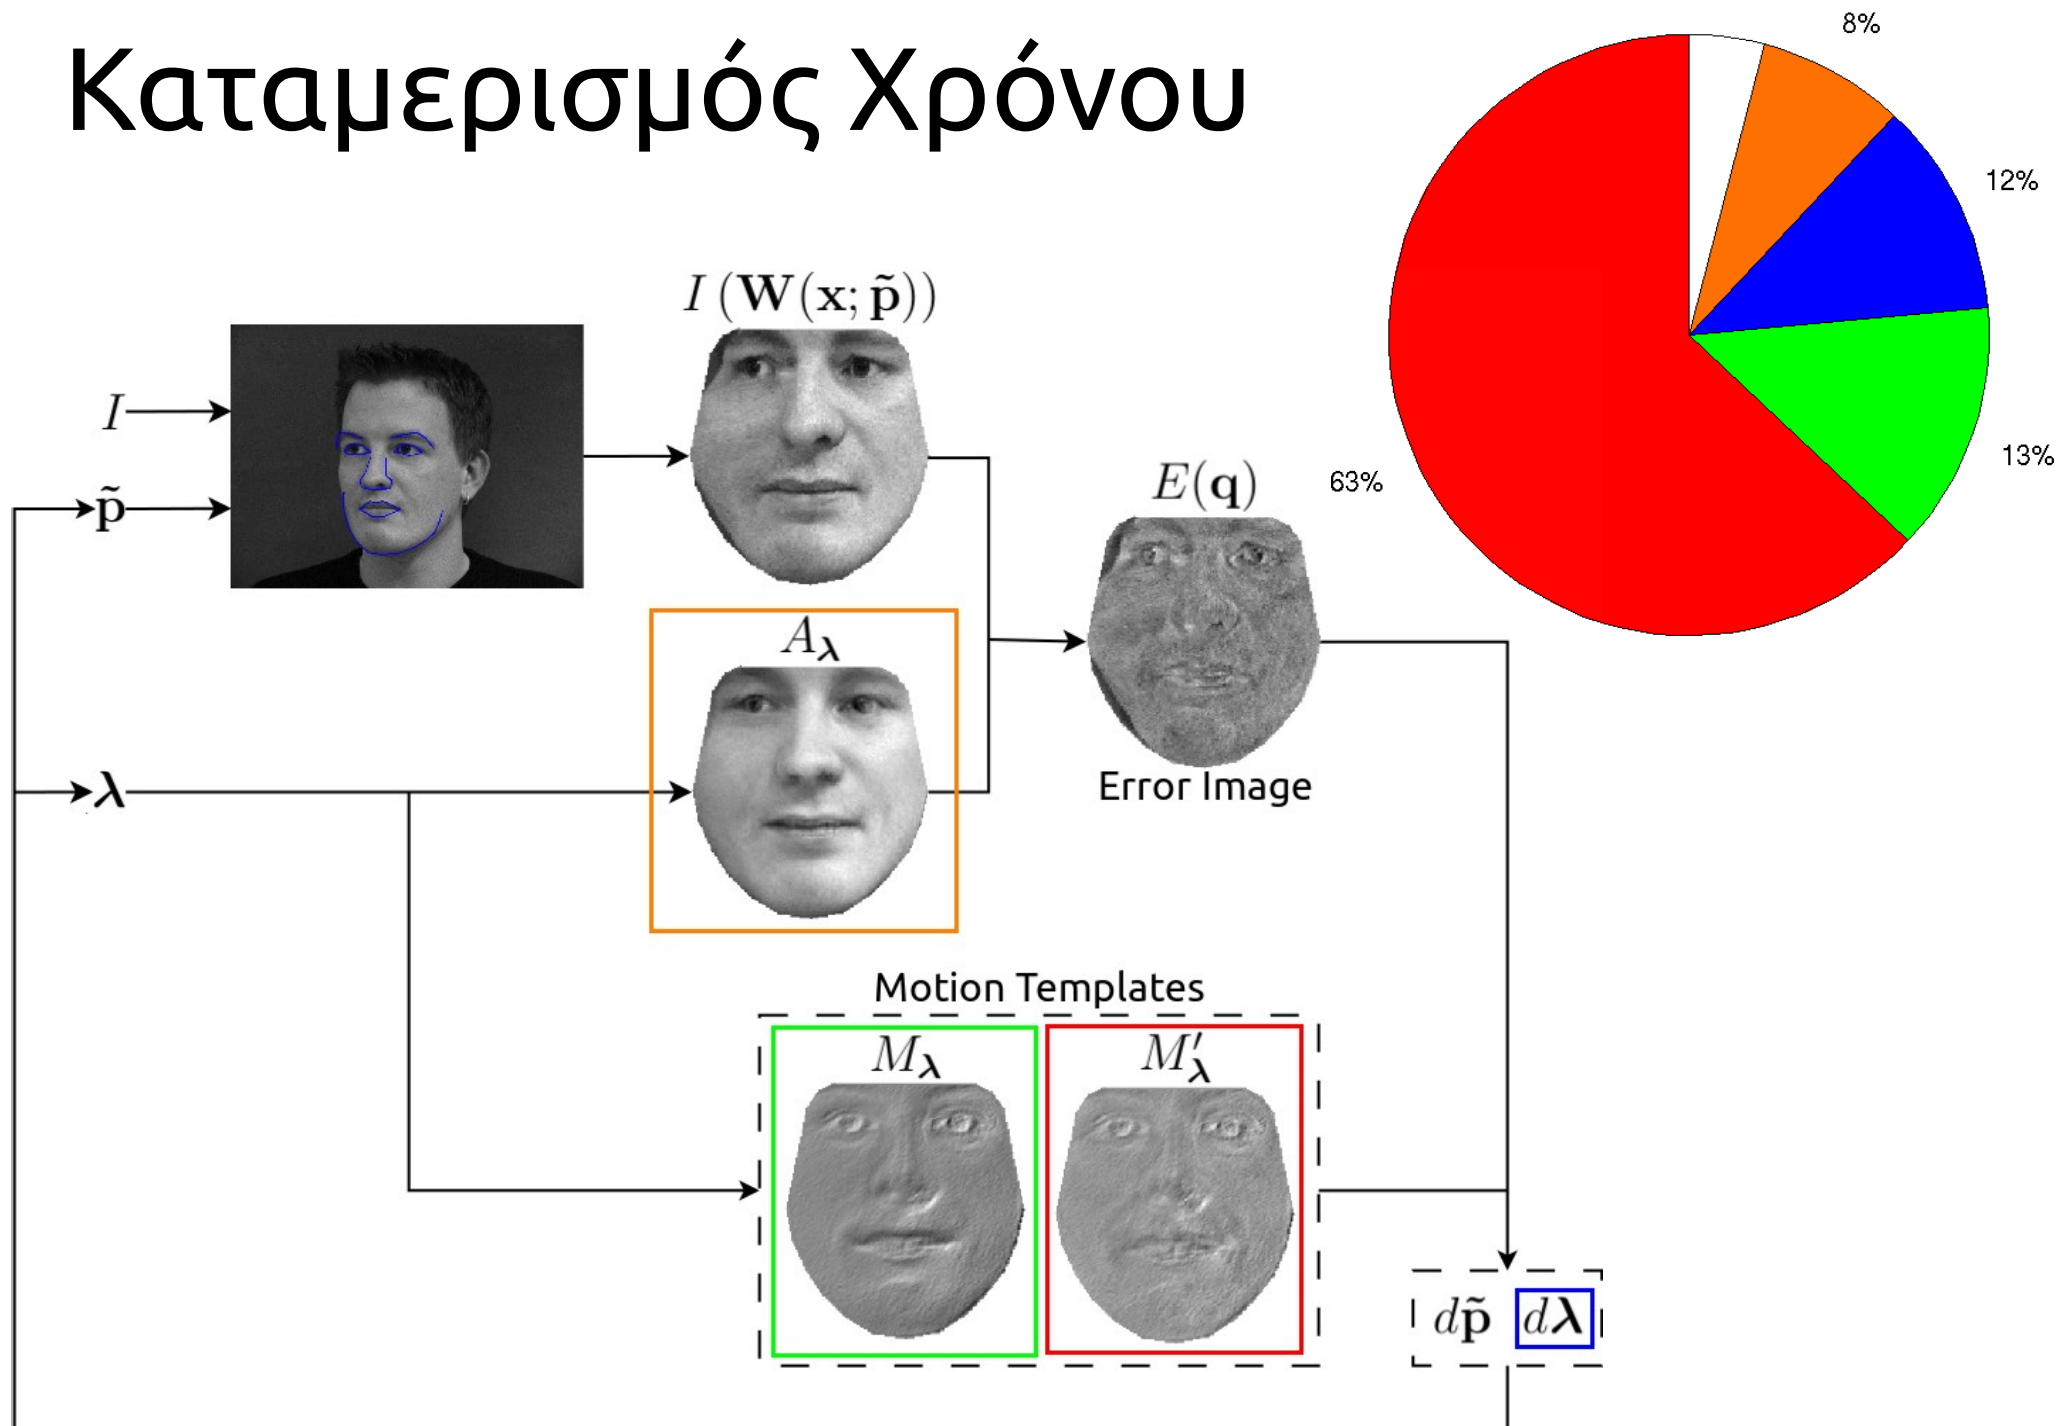 Καταμερισμός Χρόνου
8%
12%
13%
63%
I (W(x; p̃))
I
p̃
E(q)
A_λ
λ
Error Image
Motion Templates
M_λ M′_λ
dp̃ dλ